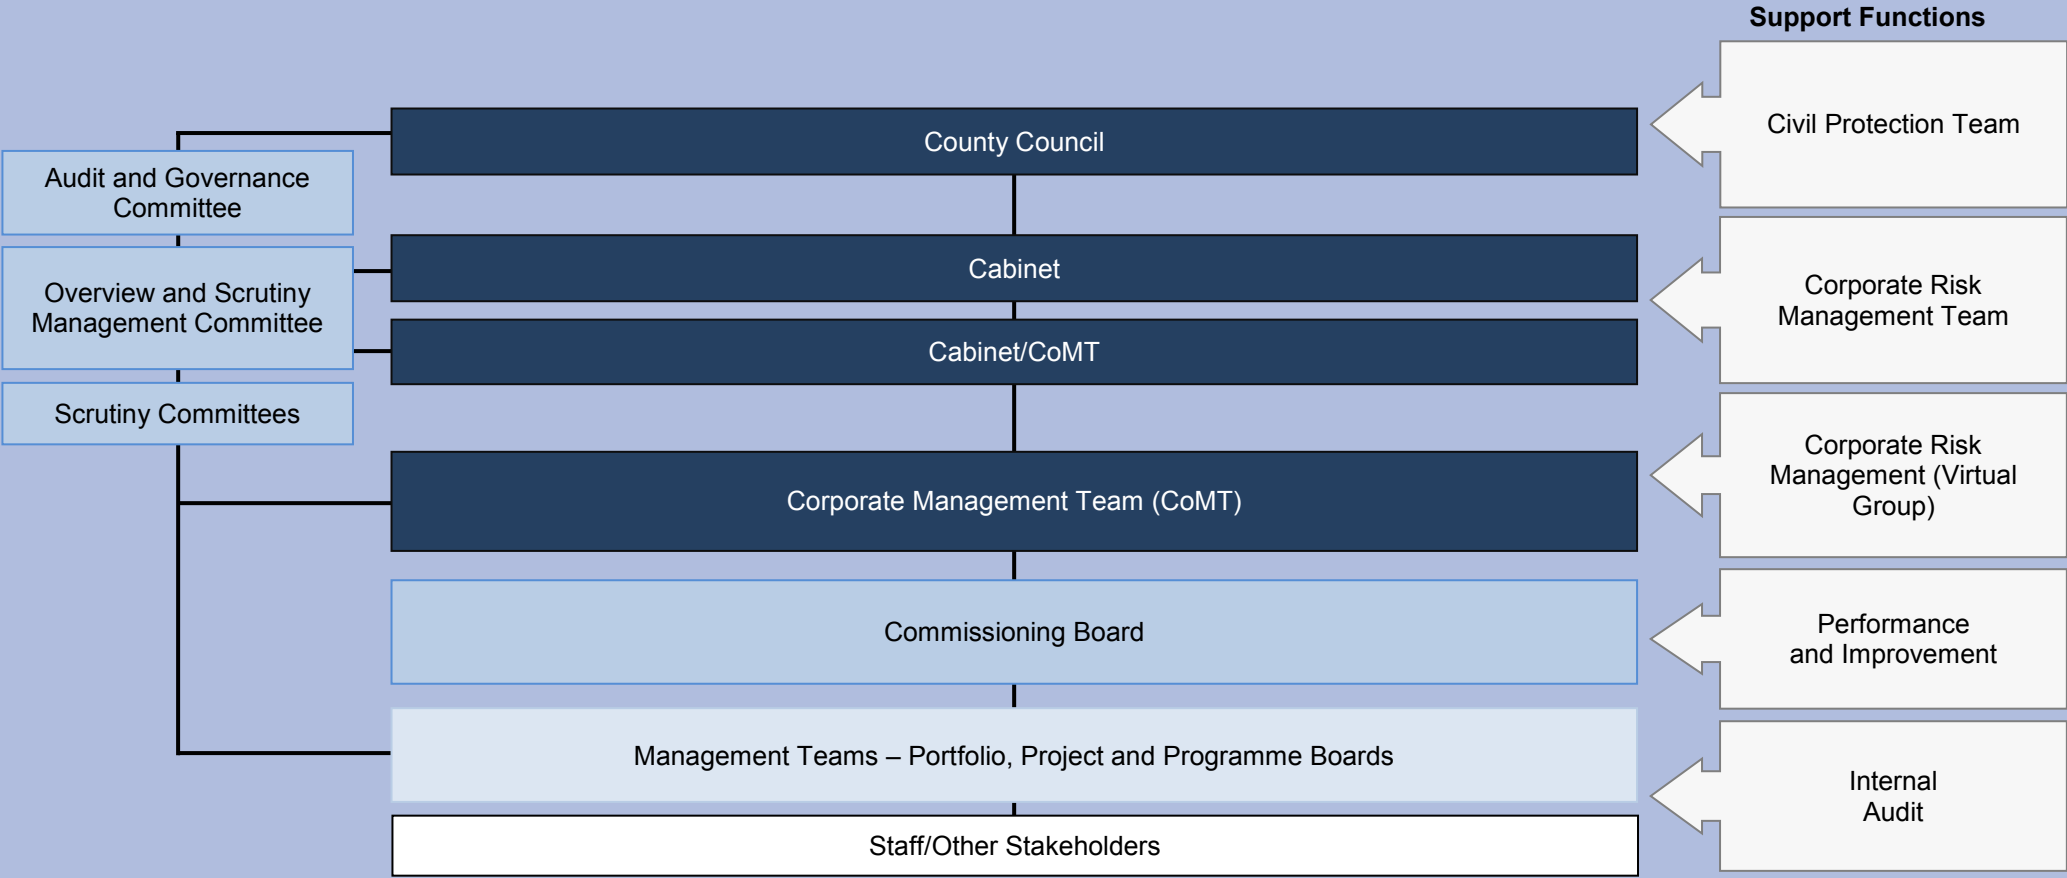 Support Functions
County Council
Civil Protection Team
Audit and Governance
Committee
Cabinet
Overview and Scrutiny
Management Committee
Corporate Risk
Management Team
Cabinet/CoMT
Scrutiny Committees
Corporate Risk
Management (Virtual
Group)
Corporate Management Team (CoMT)
Commissioning Board
Performance
and Improvement
Management Teams – Portfolio, Project and Programme Boards
Internal
Audit
Staff/Other Stakeholders